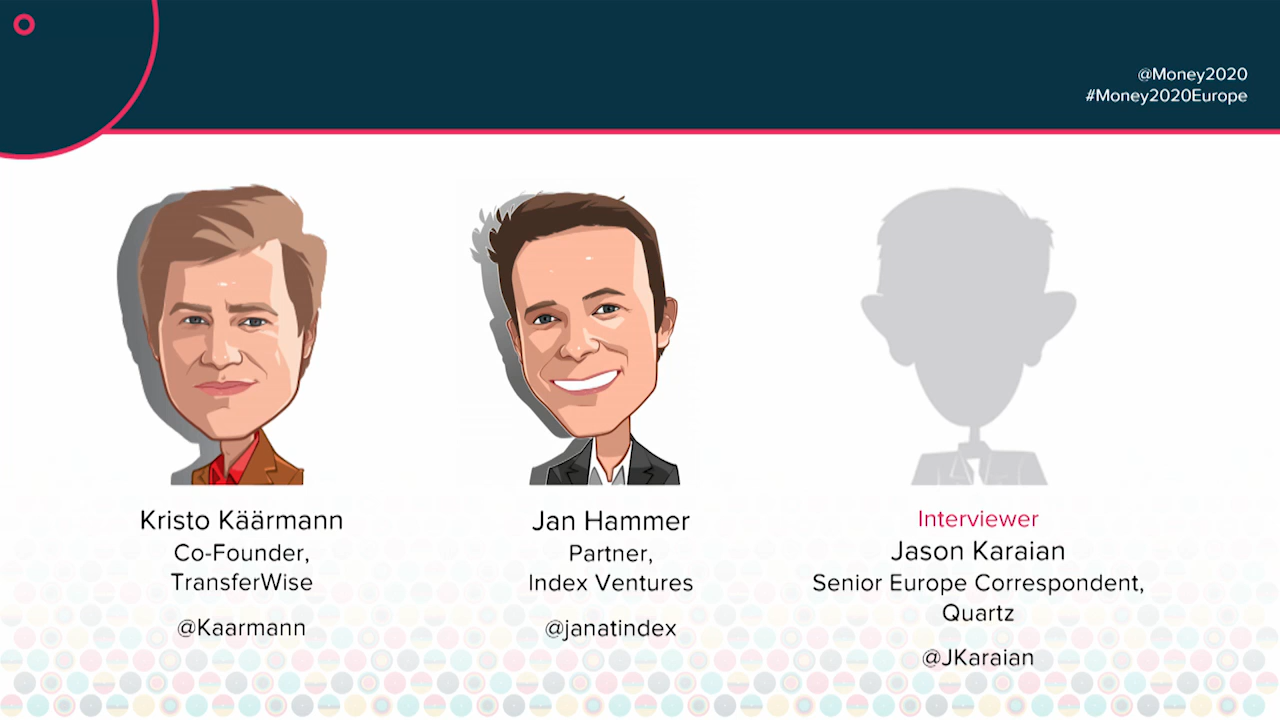 @Money2020
#Money2020Europe
Kristo Käärmann
Co-Founder,
TransferWise
@Kaarmann
Jan Hammer
Partner,
Index Ventures
@janatindex
Interviewer
Jason Karaian
Senior Europe Correspondent,
Quartz
@JKaraian